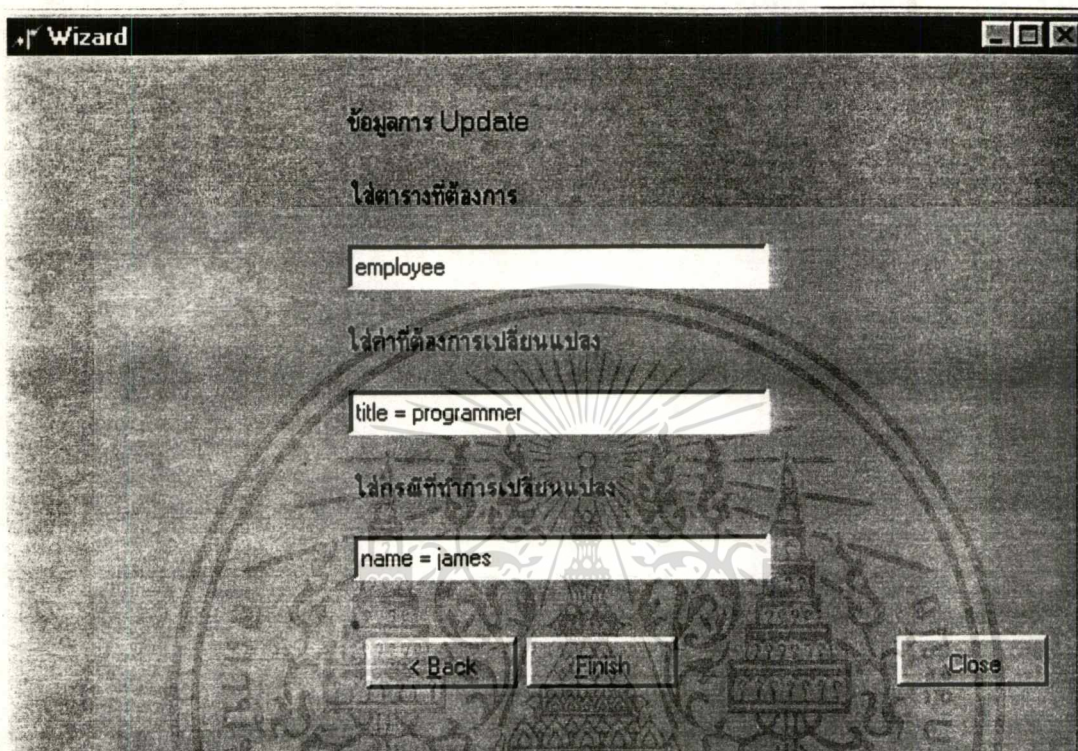 Wizard
ข้อมูลการ Update
ใส่ตารางที่ต้องการ
employee
ใส่ค่าที่ต้องการเปลี่ยนแปลง
title = programmer
ใส่กรณีที่ทำการเปลี่ยนแปลง
name = james
< Back Finish Close